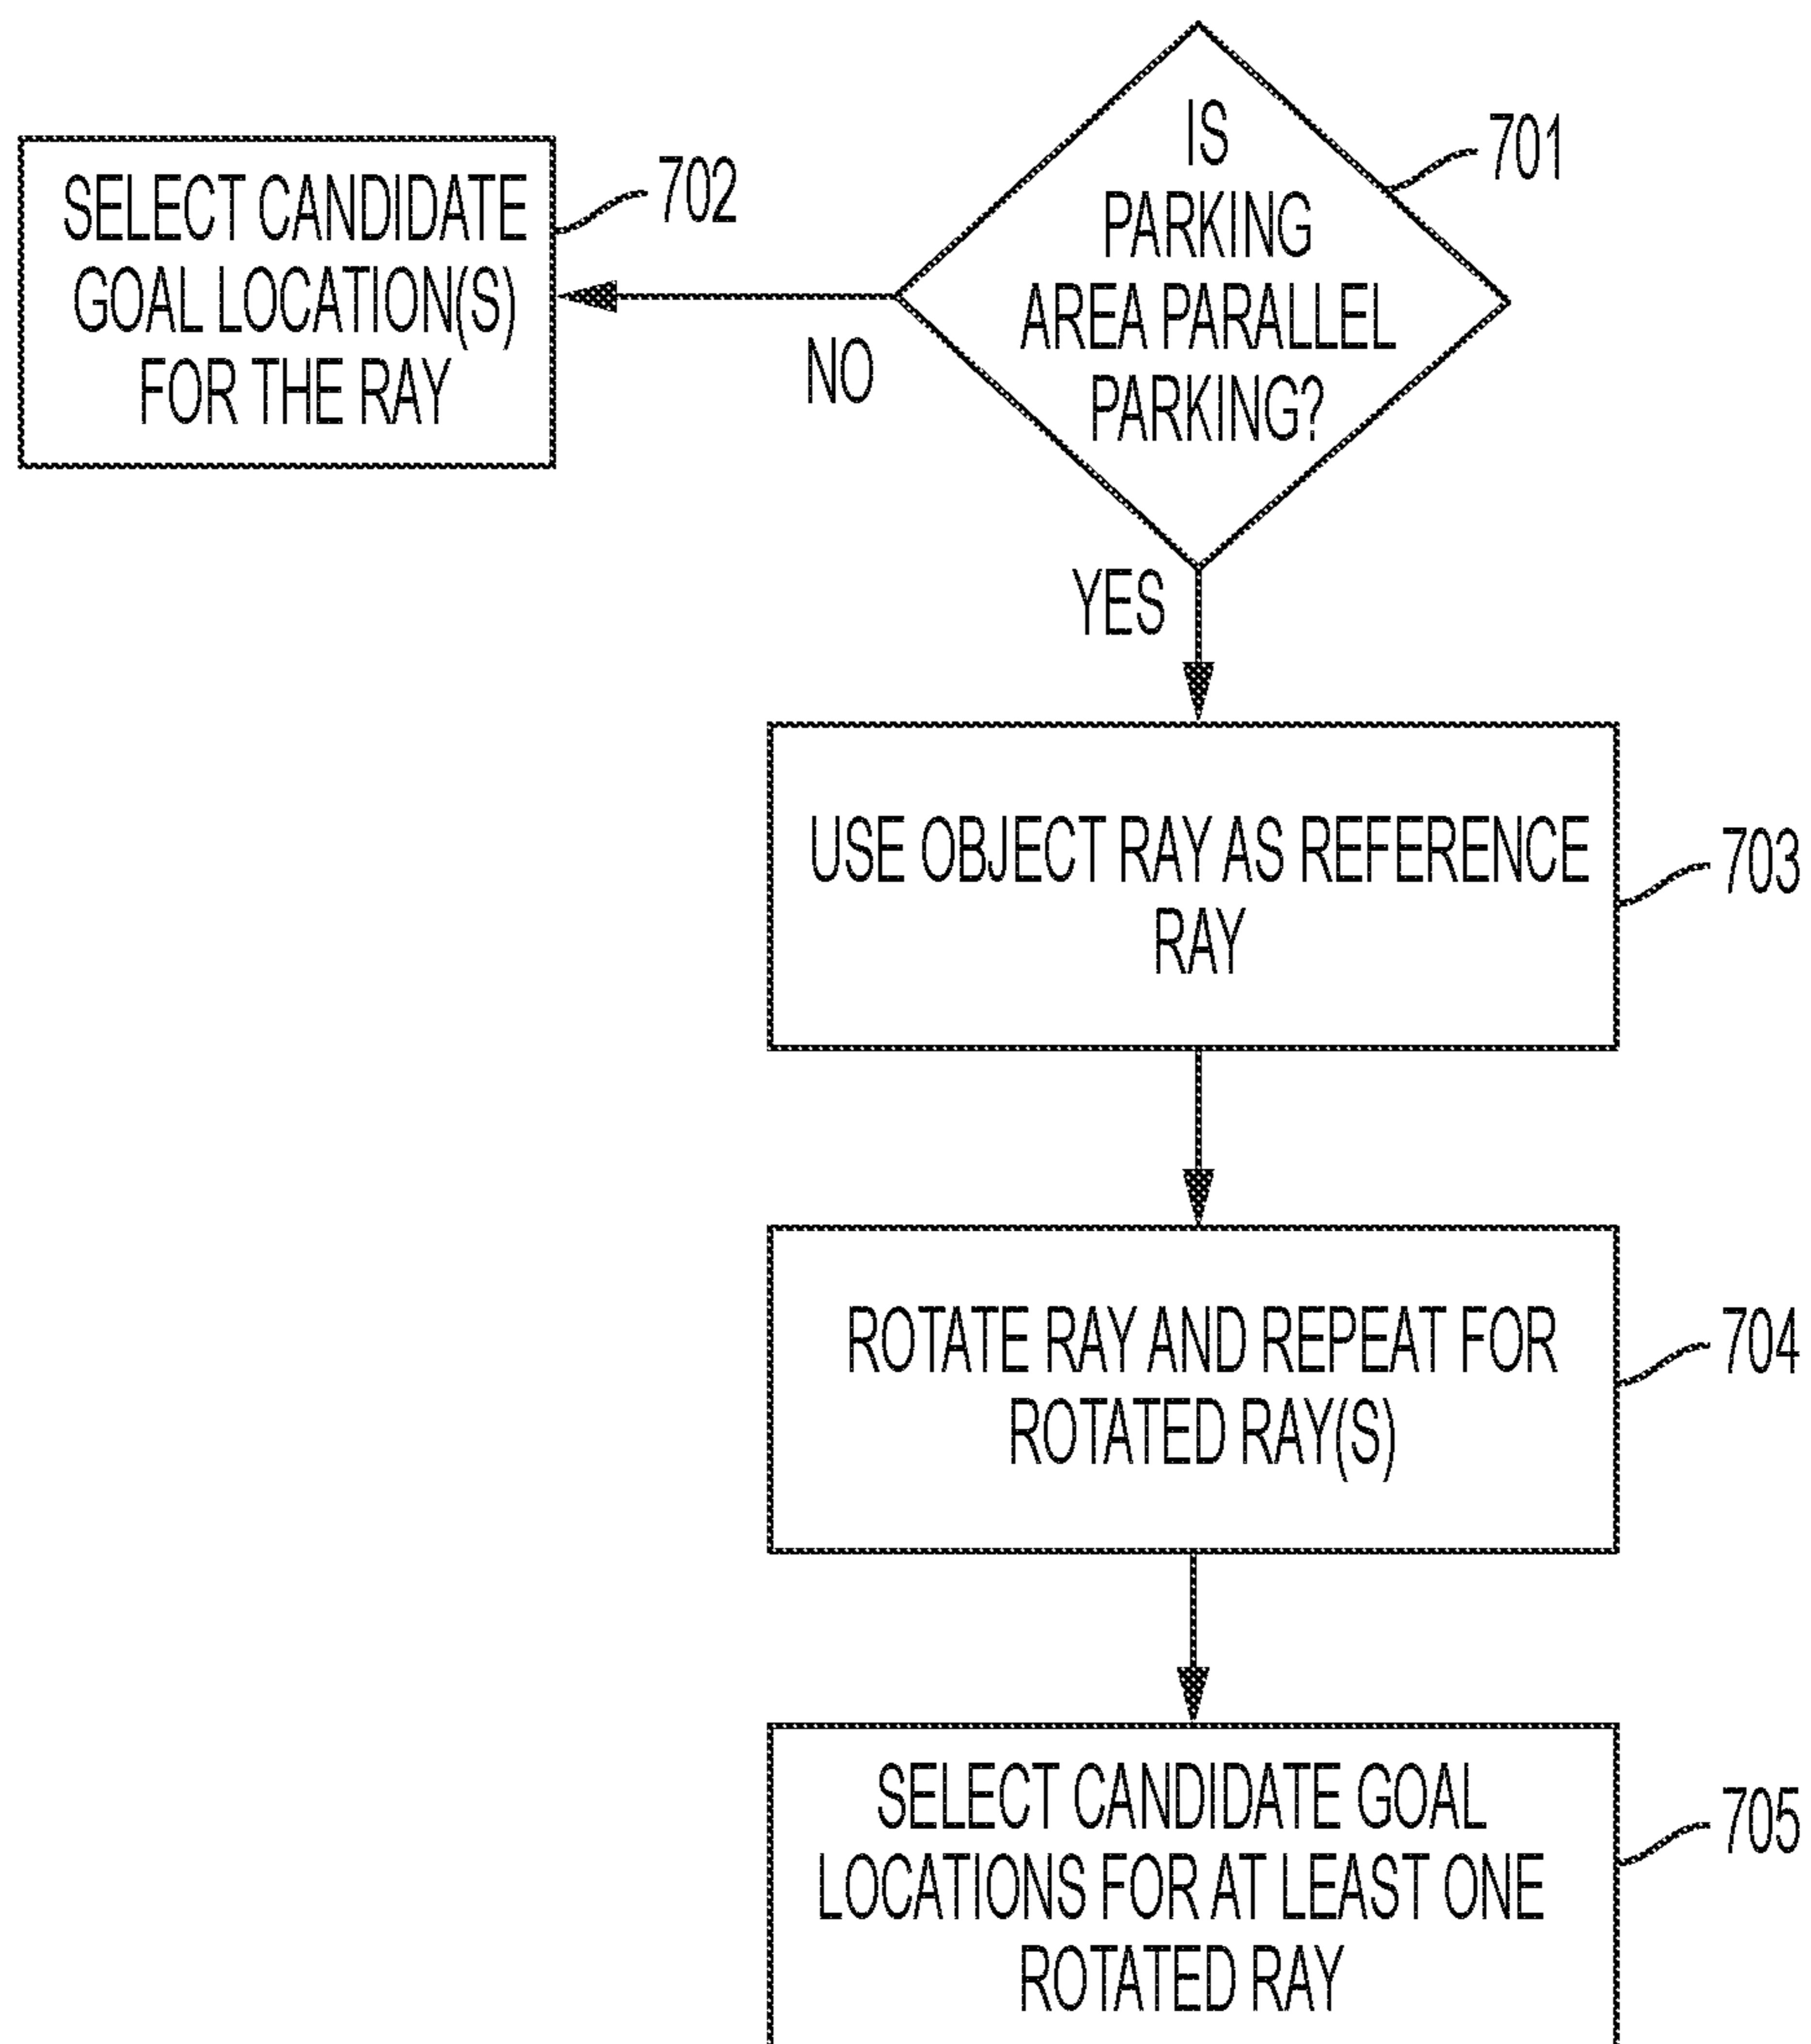 IS
PARKING
AREA PARALLEL
PARKING?
701
SELECT CANDIDATE
GOAL LOCATION(S)
FOR THE RAY
702
NO
YES
USE OBJECT RAY AS REFERENCE
RAY
703
ROTATE RAY AND REPEAT FOR
ROTATED RAY(S)
704
SELECT CANDIDATE GOAL
LOCATIONS FOR AT LEAST ONE
ROTATED RAY
705